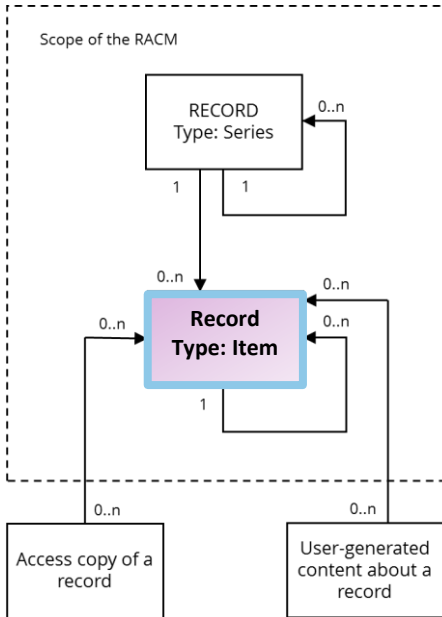 Scope of the RACM
RECORD
Type: Series
0..n
1
1
0..n
0..n
Record
Type: Item
0..n
0..n
1
0..n
0..n
Access copy of a
record
User-generated
content about a
record